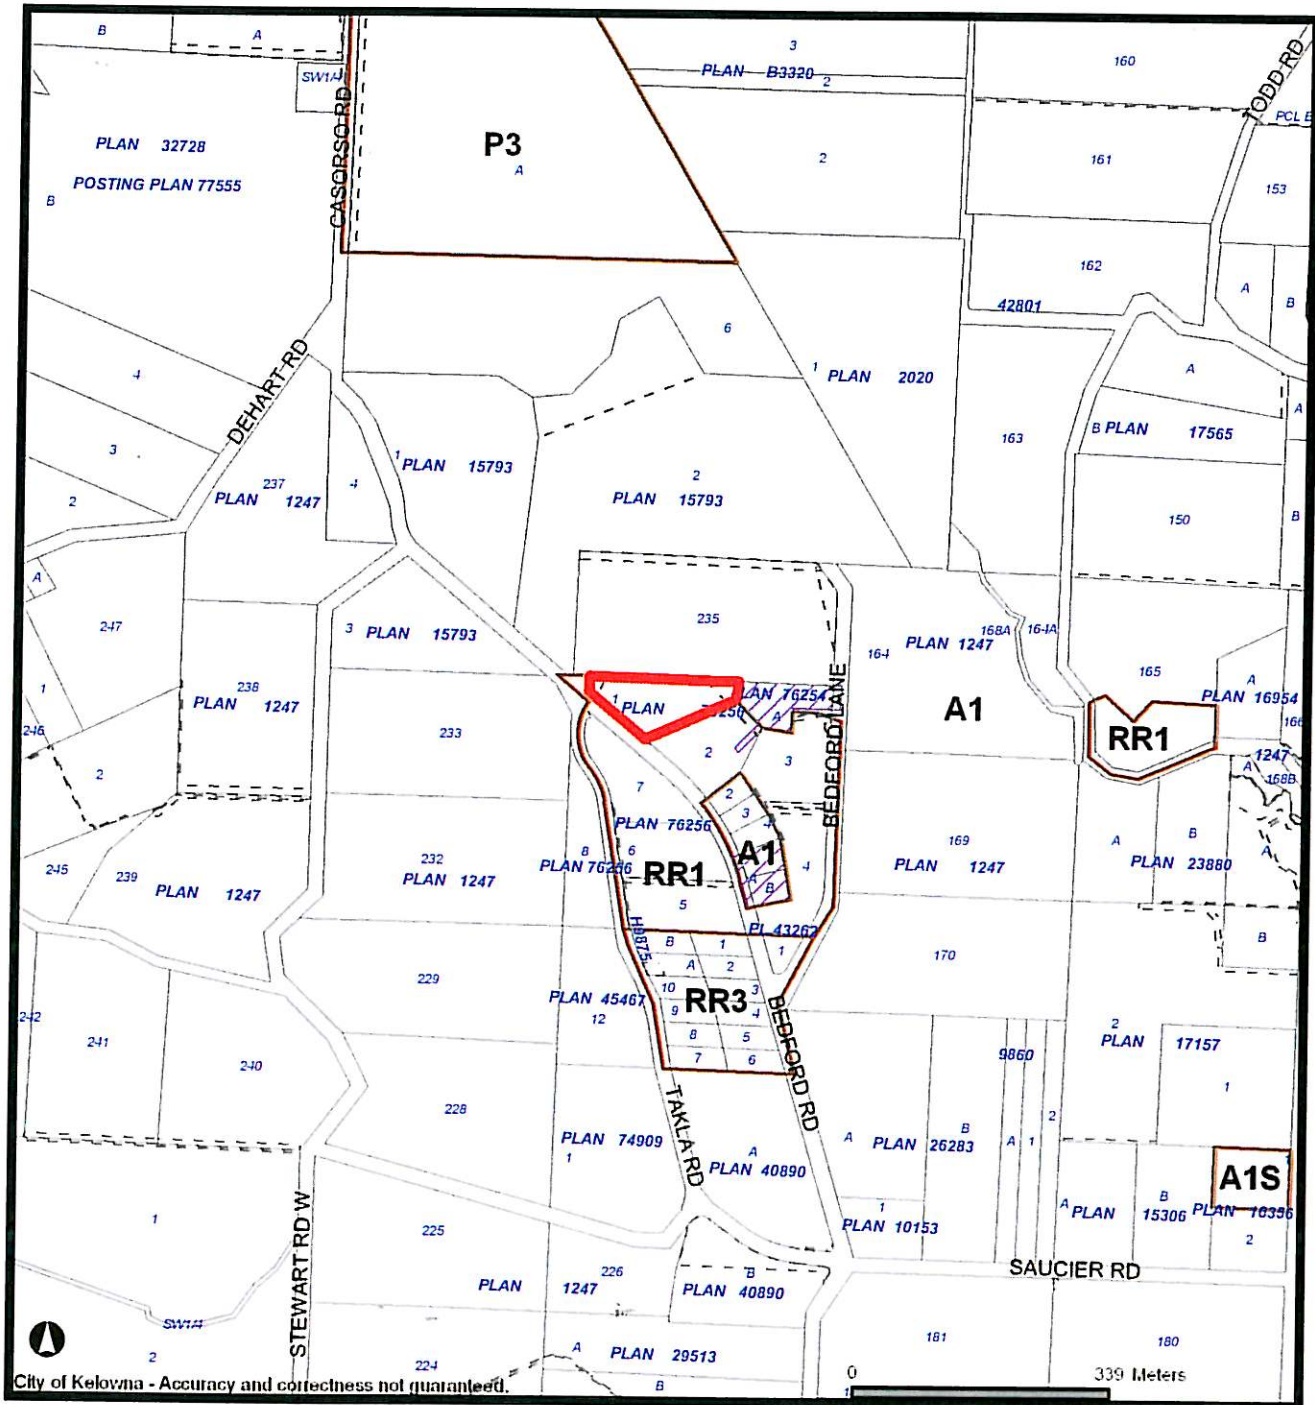 B
A
3
PLAN B3320
2
160
TODD RD
SW1/4
CASORSO RD
P3
A
PCL B
PLAN 32728
POSTING PLAN 77555
B
2
161
153
162
A
B
42801
6
4
DEHART RD
1 PLAN 2020
A
A
3
1 PLAN 15793
163
B PLAN 17565
2
237
PLAN 1247
4
2
PLAN 15793
150
B
A
247
235
3 PLAN 15793
164
PLAN 1247
168A
164A
165
1
238
PLAN 1247
BEDFORD LANE
A
PLAN 16954
246
233
1
PLAN
A
A1
RR1
1247
2
2
3
A
168B
7
2
3
4
PLAN 76256
A1
169
PLAN 1247
A
B
PLAN 23880
A
245
239
PLAN 1247
232
PLAN 1247
8
PLAN 76256
6
RR1
4
A
B
5
PL 43262
B
229
B
1
1
170
A
2
PLAN 45467
12
10
RR3
3
9
4
BEDFORD RD
2
PLAN 17157
242
241
240
8
5
7
6
9860
1
228
TAKLA RD
2
PLAN 74909
1
A
PLAN 40890
A
PLAN 26283
B
A
1
A1S
STEWART RD W
A
PLAN
B
15306
1
225
1
PLAN 10153
2
SAUCIER RD
PLAN 1247
226
B
PLAN 40890
SW1/4
181
180
2
224
A
PLAN 29513
B
0
339 Meters
City of Kelowna - Accuracy and correctness not guaranteed.